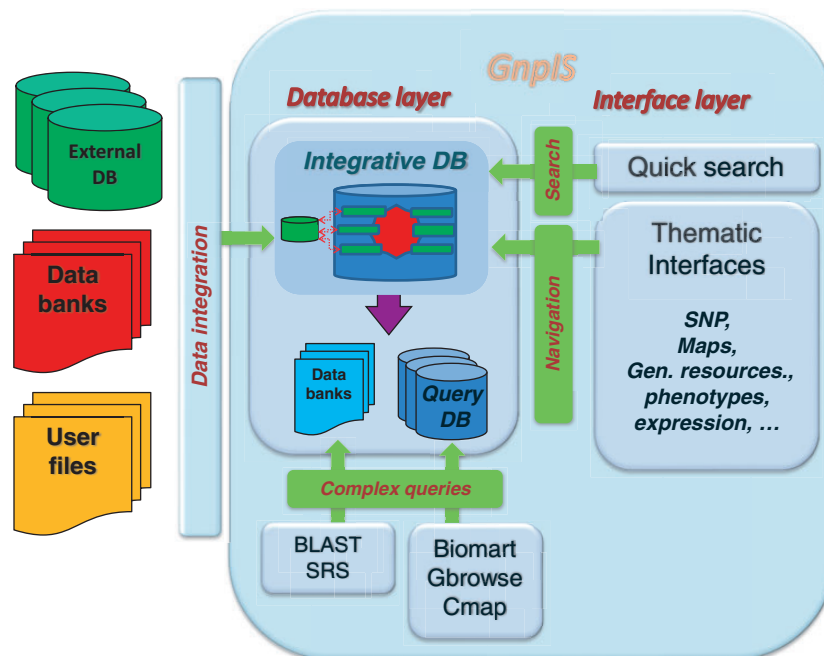 GnpIS
Database layer
Interface layer
External
DB
Data
banks
User
files
Data integration
Integrative DB
Data
banks
Query
DB
Search
Navigation
Quick search
Thematic
Interfaces
SNP,
Maps,
Gen. resources.,
phenotypes,
expression, ...
Complex queries
BLAST
SRS
Biomart
Gbrowse
Cmap